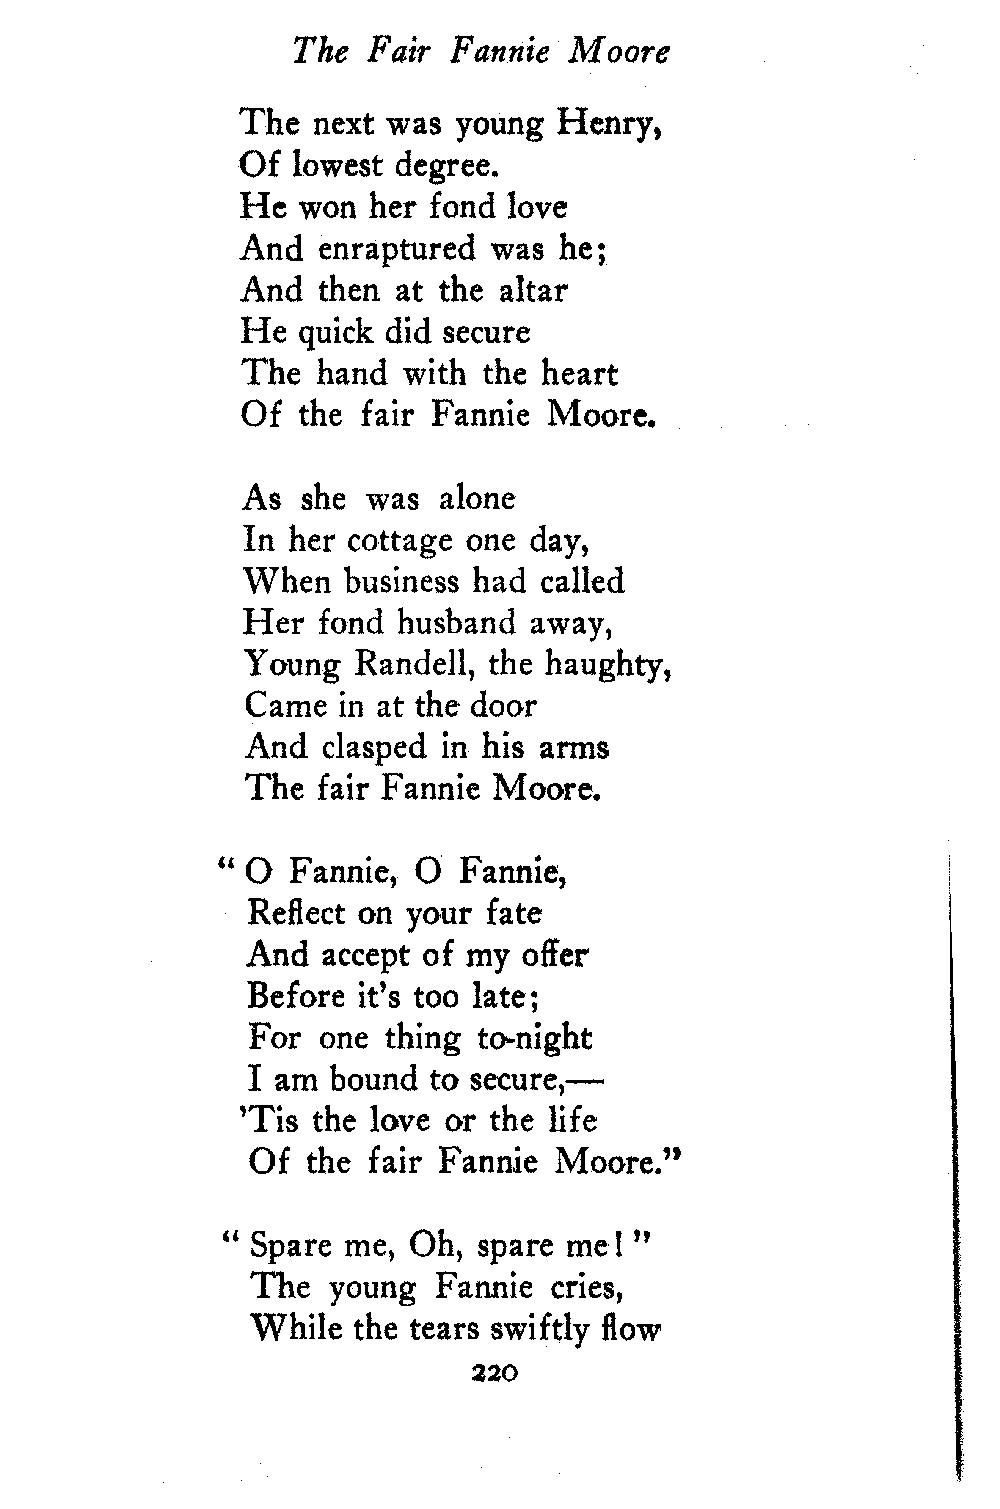 The Fair Fannie Moore
The next was young Henry,
Of lowest degree.
He won her fond love
And enraptured was he;
And then at the altar
He quick did secure
The hand with the heart
Of the fair Fannie Moore.
As she was alone
In her cottage one day,
When business had called
Her fond husband away,
Young Randell, the haughty,
Came in at the door
And clasped in his arms
The fair Fannie Moore.
“ O Fannie, O Fannie,
Reflect on your fate
And accept of my offer
Before it's too late;
For one thing to-night
I am bound to secure,—
'Tis the love or the life
Of the fair Fannie Moore.”
“ Spare me, Oh, spare me! ”
The young Fannie cries,
While the tears swiftly flow
220